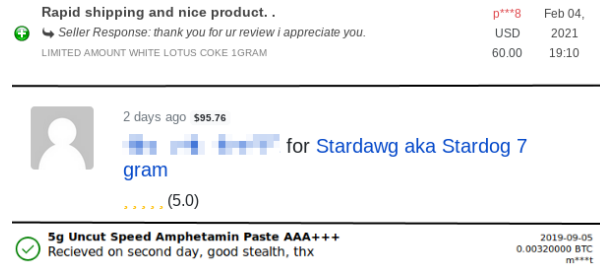 Rapid shipping and nice product. . p***8 Feb 04,
Seller Response: thank you for ur review i appreciate you. USD 2021
LIMITED AMOUNT WHITE LOTUS COKE 1GRAM 60.00 19:10
2 days ago $95.76
for Stardawg aka Stardog 7
gram
(5.0)
5g Uncut Speed Amphetamin Paste AAA+++ 2019-09-05
Recieved on second day, good stealth, thx 0.00320000 BTC
m***t